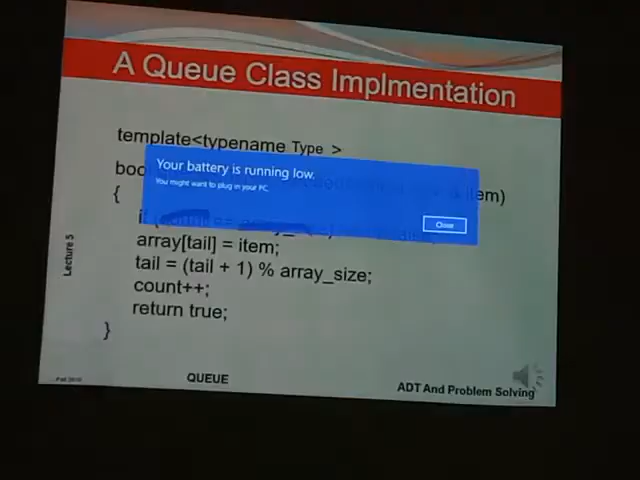 A Queue Class Implmentation
template<typename Type >
boo
item)
{
Your battery is running low.
You might want to plug in your PC.
Close
array[tail] = item;
tail = (tail + 1) % array_size;
count++;
return true;
}
Lecture 5
QUEUE
ADT And Problem Solving